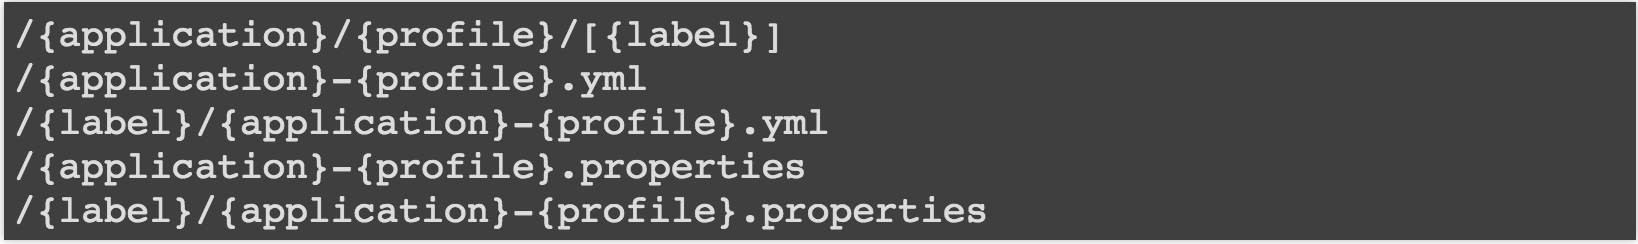 /{application}/{profile}/[{label}]
/{application}-{profile}.yml
/{label}/{application}-{profile}.yml
/{application}-{profile}.properties
/{label}/{application}-{profile}.properties